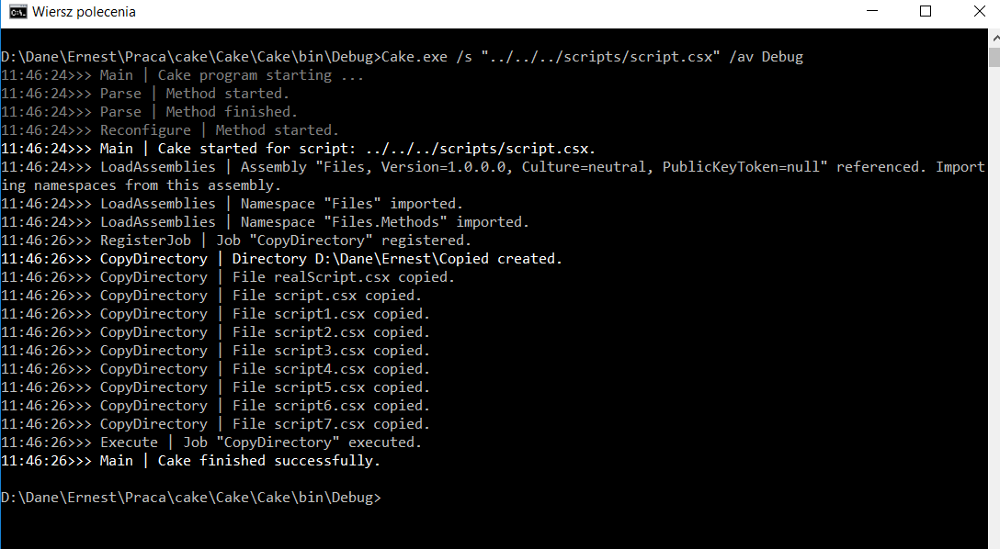 Wiersz polecenia
D:\Dane\Ernest\Praca\cake\Cake\Cake\bin\Debug>Cake.exe /s "../../../scripts/script.csx" /av Debug
11:46:24>>> Main | Cake program starting ...
11:46:24>>> Parse | Method started.
11:46:24>>> Parse | Method finished.
11:46:24>>> Reconfigure | Method started.
11:46:24>>> Main | Cake started for script: ../../../scripts/script.csx.
11:46:24>>> LoadAssemblies | Assembly "Files, Version=1.0.0.0, Culture=neutral, PublicKeyToken=null" referenced. Import
ing namespaces from this assembly.
11:46:24>>> LoadAssemblies | Namespace "Files" imported.
11:46:24>>> LoadAssemblies | Namespace "Files.Methods" imported.
11:46:26>>> RegisterJob | Job "CopyDirectory" registered.
11:46:26>>> CopyDirectory | Directory D:\Dane\Ernest\Copied created.
11:46:26>>> CopyDirectory | File realScript.csx copied.
11:46:26>>> CopyDirectory | File script.csx copied.
11:46:26>>> CopyDirectory | File script1.csx copied.
11:46:26>>> CopyDirectory | File script2.csx copied.
11:46:26>>> CopyDirectory | File script3.csx copied.
11:46:26>>> CopyDirectory | File script4.csx copied.
11:46:26>>> CopyDirectory | File script5.csx copied.
11:46:26>>> CopyDirectory | File script6.csx copied.
11:46:26>>> CopyDirectory | File script7.csx copied.
11:46:26>>> Execute | Job "CopyDirectory" executed.
11:46:26>>> Main | Cake finished successfully.
D:\Dane\Ernest\Praca\cake\Cake\Cake\bin\Debug>